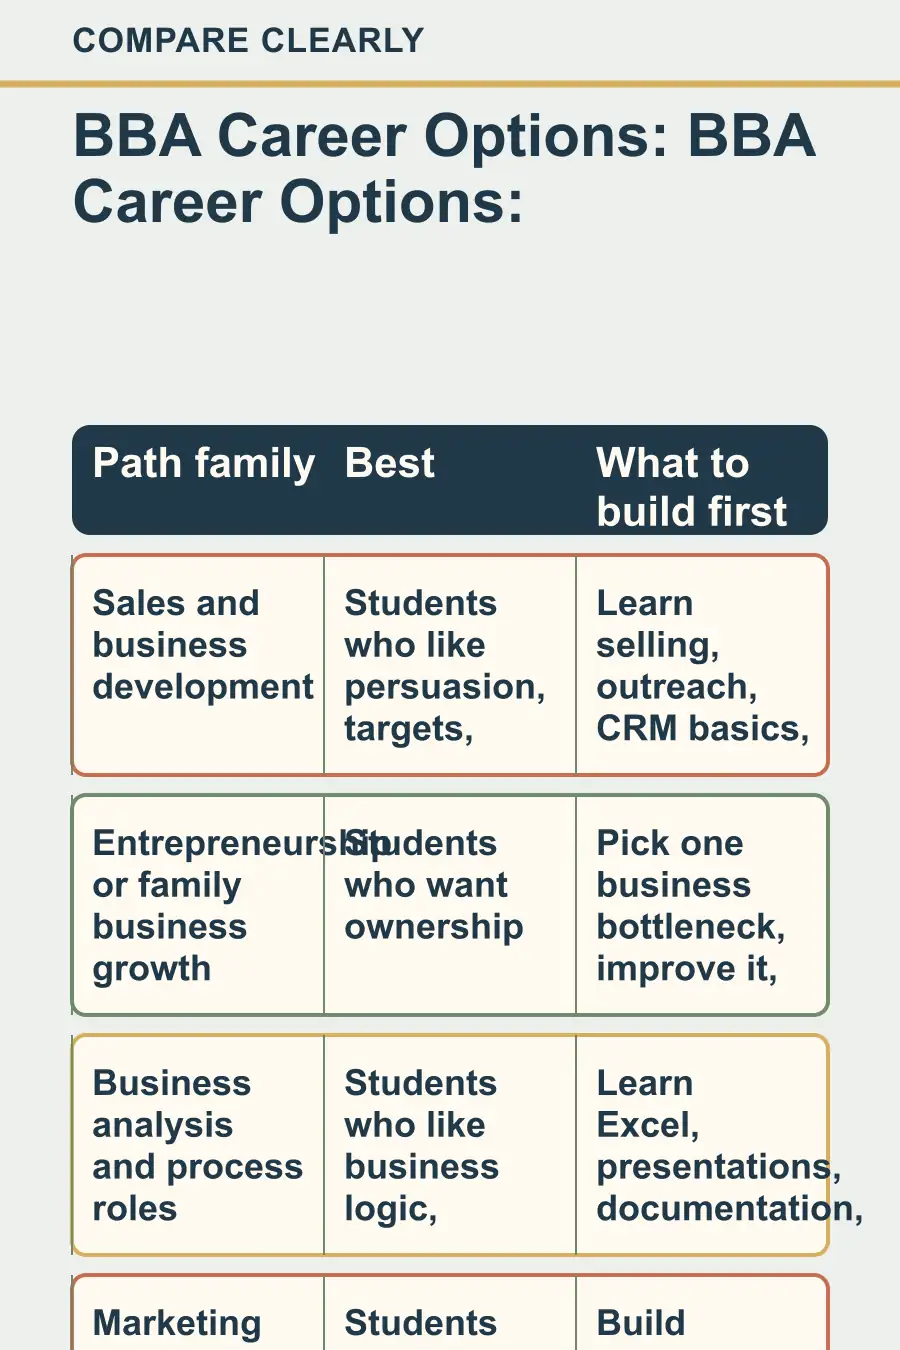 COMPARE CLEARLY
BBA Career Options: BBA
Career Options:
Path family
Best
What to
build first
Sales and
business
development
Students
who like
persuasion,
targets,
Learn
selling,
outreach,
CRM basics,
Entrepreneurship
or family
business
growth
Students
who want
ownership
Pick one
business
bottleneck,
improve it,
Business
analysis
and process
roles
Students
who like
business
logic,
Learn
Excel,
presentations,
documentation,
Marketing
Students
Build